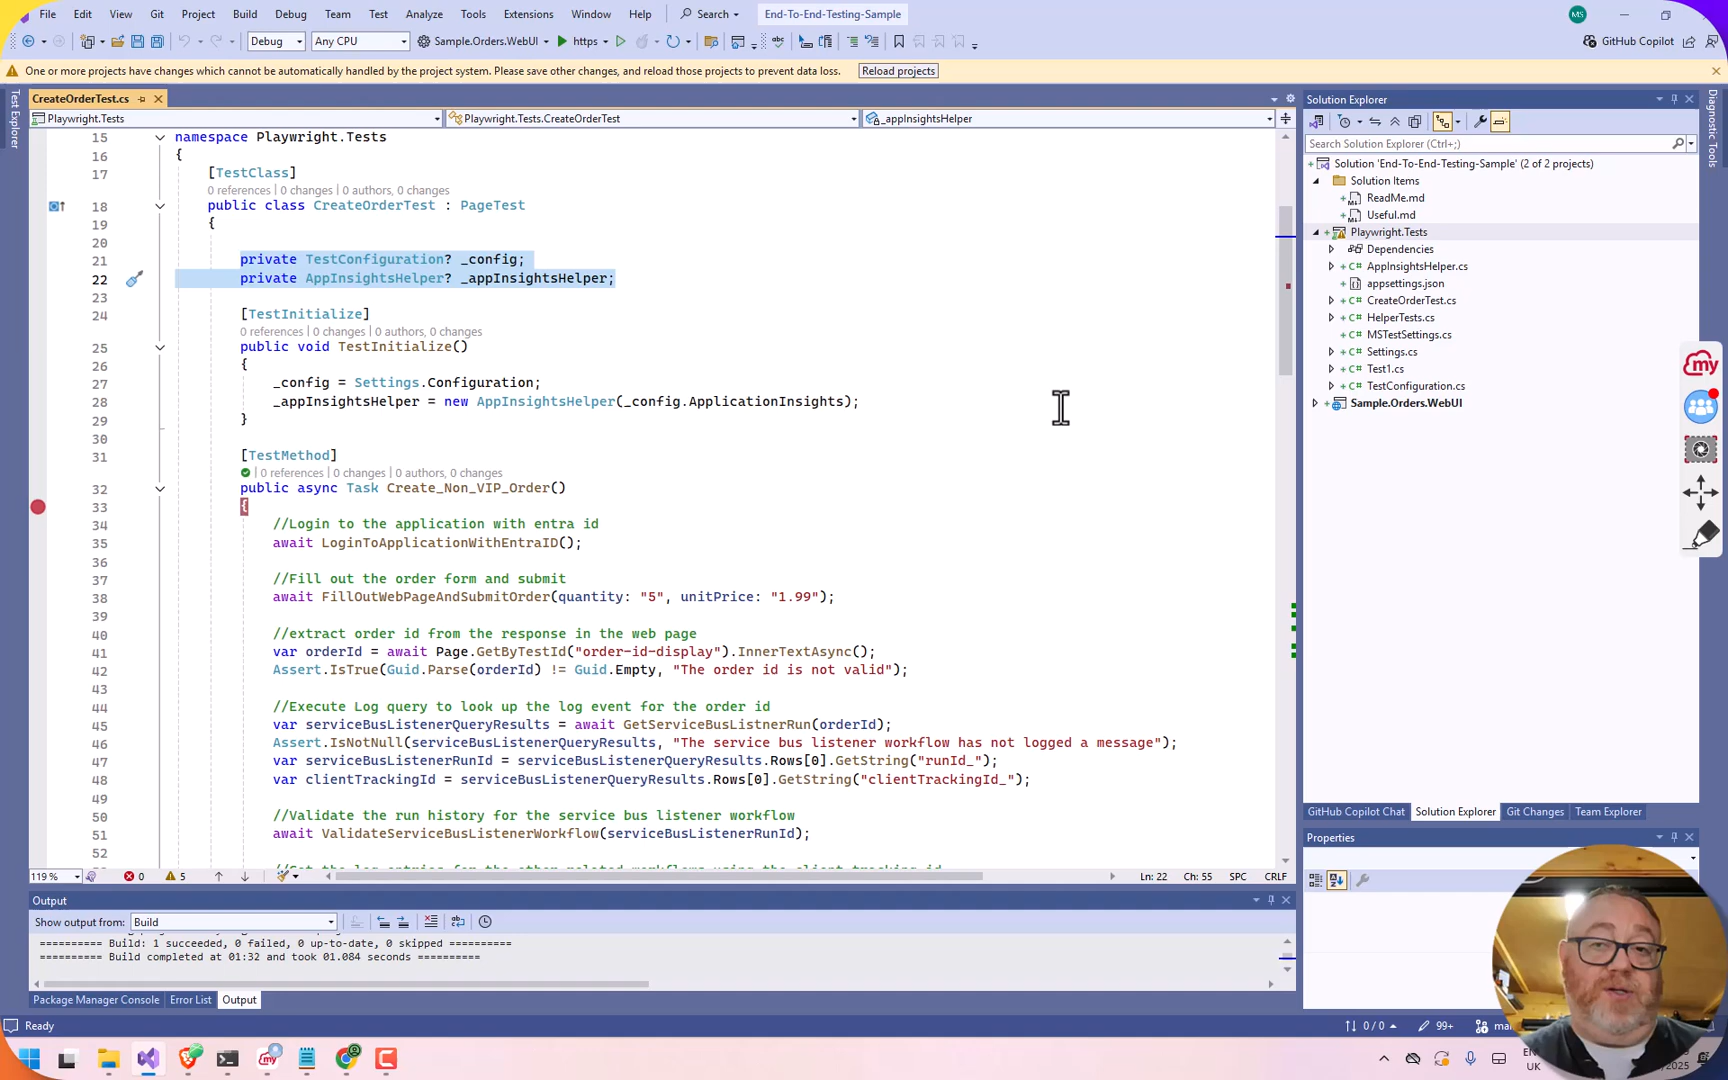 File Edit View Git Project Build Debug Team Test Analyze Tools Extensions Window Help Search End-To-End-Testing-Sample MS
Debug Any CPU Sample.Orders.WebUI https GitHub Copilot
One or more projects have changes which cannot be automatically handled by the project system. Please save other changes, and reload those projects to prevent data loss. Reload projects
Test Explorer
CreateOrderTest.cs
Playwright.Tests Playwright.Tests.CreateOrderTest _appInsightsHelper
15 namespace Playwright.Tests
16 {
17 [TestClass]
0 references | 0 changes | 0 authors, 0 changes
18 public class CreateOrderTest : PageTest
19 {
20
21 private TestConfiguration? _config;
22 private AppInsightsHelper? _appInsightsHelper;
23
24 [TestInitialize]
0 references | 0 changes | 0 authors, 0 changes
25 public void TestInitialize()
26 {
27 _config = Settings.Configuration;
28 _appInsightsHelper = new AppInsightsHelper(_config.ApplicationInsights);
29 }
30
31 [TestMethod]
| 0 references | 0 changes | 0 authors, 0 changes
32 public async Task Create_Non_VIP_Order()
33 {
34 //Login to the application with entra id
35 await LoginToApplicationWithEntraID();
36
37 //Fill out the order form and submit
38 await FillOutWebPageAndSubmitOrder(quantity: "5", unitPrice: "1.99");
39
40 //extract order id from the response in the web page
41 var orderId = await Page.GetByTestId("order-id-display").InnerTextAsync();
42 Assert.IsTrue(Guid.Parse(orderId) != Guid.Empty, "The order id is not valid");
43
44 //Execute Log query to look up the log event for the order id
45 var serviceBusListenerQueryResults = await GetServiceBusListnerRun(orderId);
46 Assert.IsNotNull(serviceBusListenerQueryResults, "The service bus listener workflow has not logged a message");
47 var serviceBusListenerRunId = serviceBusListenerQueryResults.Rows[0].GetString("runId_");
48 var clientTrackingId = serviceBusListenerQueryResults.Rows[0].GetString("clientTrackingId_");
49
50 //Validate the run history for the service bus listener workflow
51 await ValidateServiceBusListenerWorkflow(serviceBusListenerRunId);
52
119 % 0 5 Ln: 22 Ch: 55 SPC CRLF
Output
Show output from: Build
========== Build: 1 succeeded, 0 failed, 0 up-to-date, 0 skipped ==========
========== Build completed at 01:32 and took 01.084 seconds ==========
Package Manager Console Error List Output
Solution Explorer
Search Solution Explorer (Ctrl+;)
Solution 'End-To-End-Testing-Sample' (2 of 2 projects)
Solution Items
ReadMe.md
Useful.md
Playwright.Tests
Dependencies
AppInsightsHelper.cs
appsettings.json
CreateOrderTest.cs
HelperTests.cs
MSTestSettings.cs
Settings.cs
Test1.cs
TestConfiguration.cs
Sample.Orders.WebUI
GitHub Copilot Chat Solution Explorer Git Changes Team Explorer
Properties
Diagnostic Tools
my
Ready 0 / 0 99+
UK